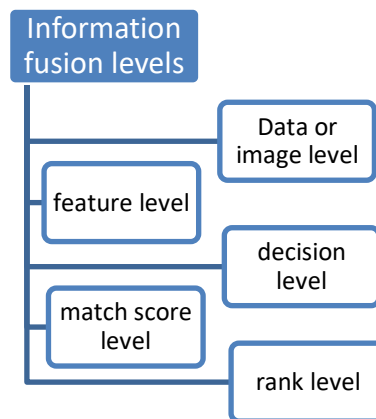 Information
fusion levels
Data or
image level
feature level
decision
level
match score
level
rank level